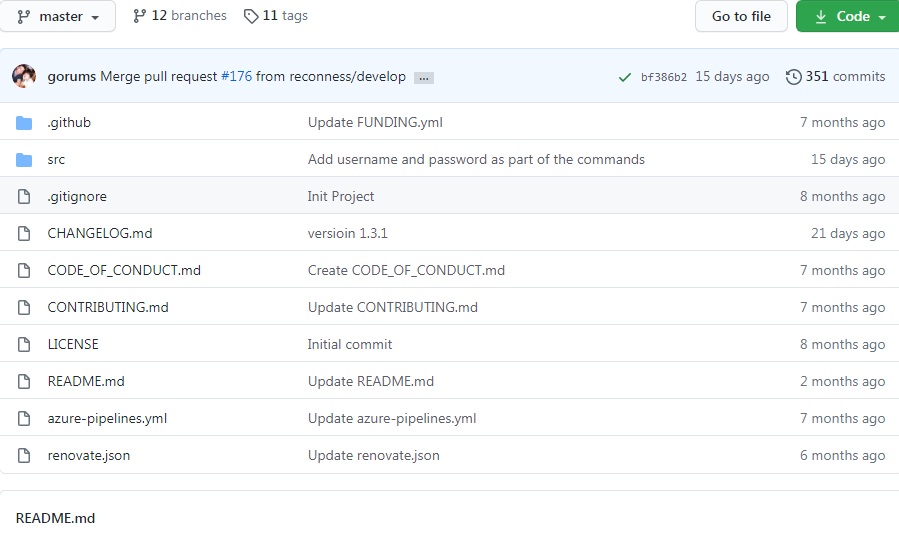 master 12 branches 11 tags Go to file Code
gorums Merge pull request #176 from reconness/develop ... bf386b2 15 days ago 351 commits
.github Update FUNDING.yml 7 months ago
src Add username and password as part of the commands 15 days ago
.gitignore Init Project 8 months ago
CHANGELOG.md versioin 1.3.1 21 days ago
CODE_OF_CONDUCT.md Create CODE_OF_CONDUCT.md 7 months ago
CONTRIBUTING.md Update CONTRIBUTING.md 7 months ago
LICENSE Initial commit 8 months ago
README.md Update README.md 2 months ago
azure-pipelines.yml Update azure-pipelines.yml 7 months ago
renovate.json Update renovate.json 6 months ago
README.md